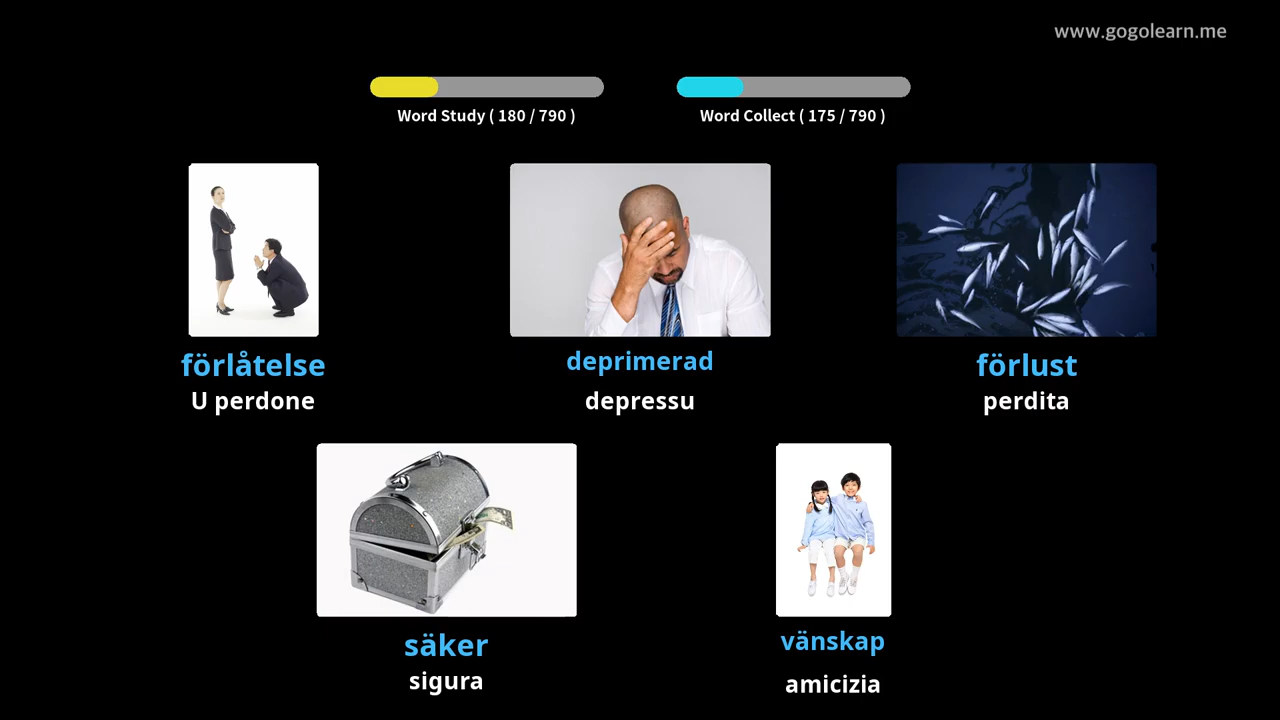 www.gogolearn.me
Word Study ( 180 / 790 )
Word Collect ( 175 / 790 )
förlåtelse
U perdone
deprimerad
depressu
förlust
perdita
säker
sigura
vänskap
amicizia